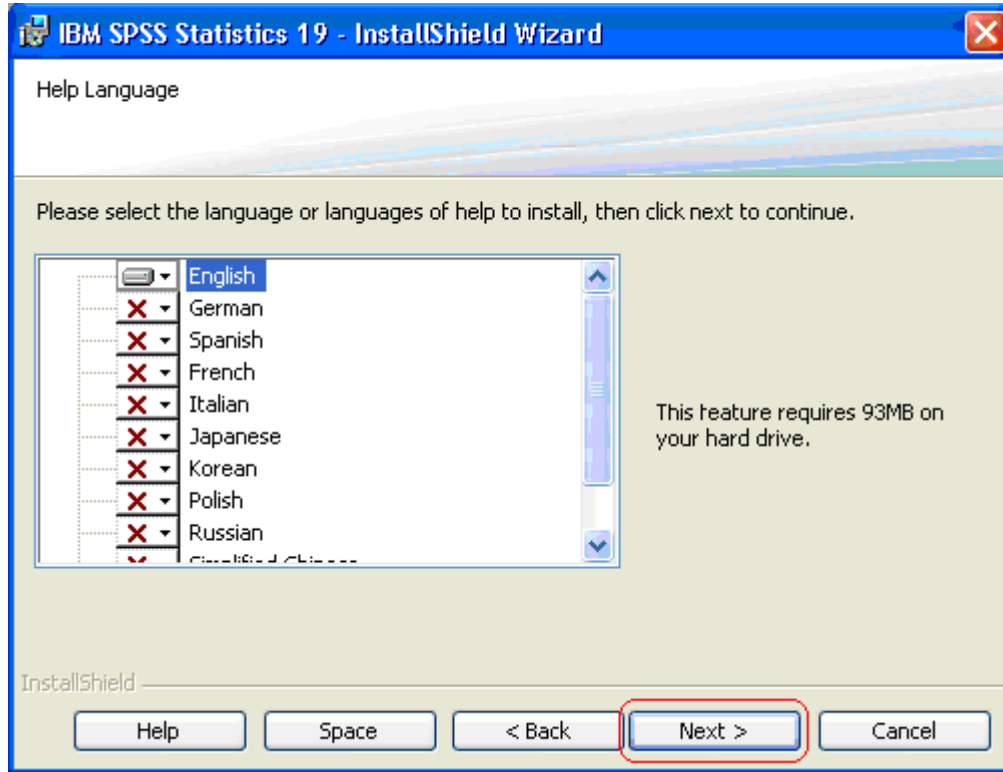 IBM SPSS Statistics 19 - InstallShield Wizard
Help Language
Please select the language or languages of help to install, then click next to continue.
English
German
Spanish
French
Italian
Japanese
Korean
Polish
Russian
Simplified Chinese
This feature requires 93MB on
your hard drive.
InstallShield
Help
Space
< Back
Next >
Cancel